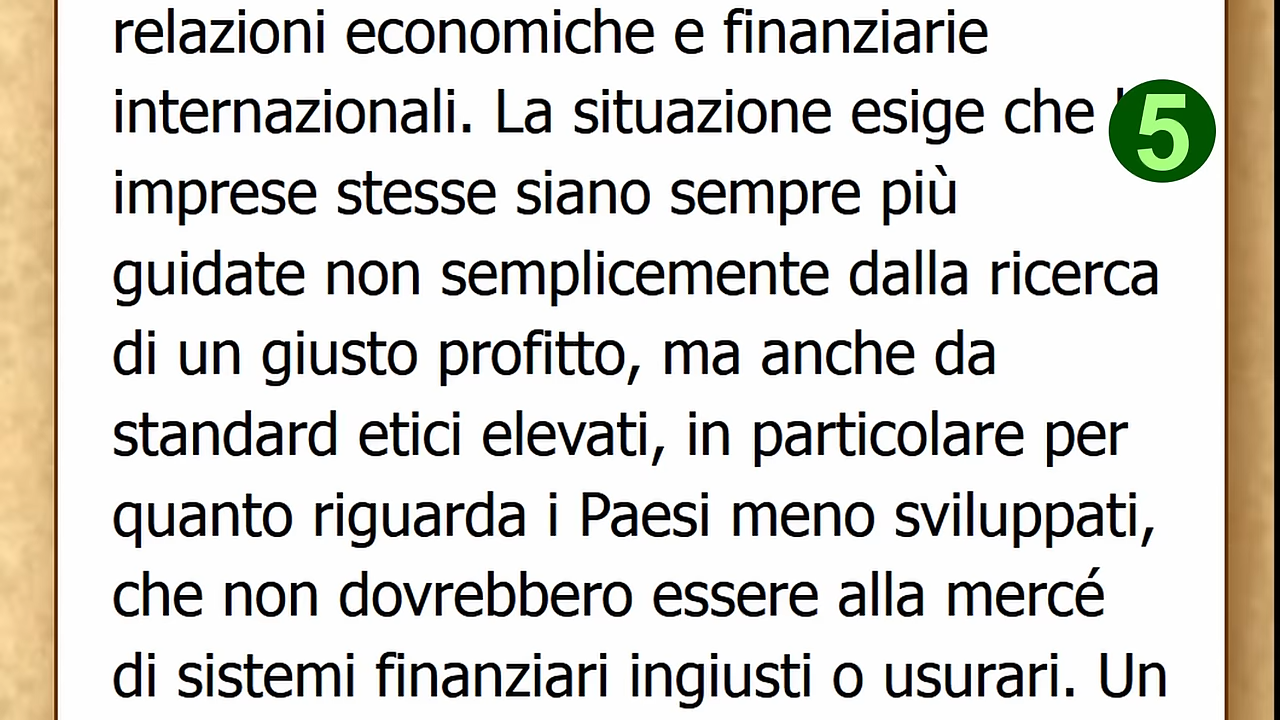 relazioni economiche e finanziarie
internazionali. La situazione esige che
5
imprese stesse siano sempre più
guidate non semplicemente dalla ricerca
di un giusto profitto, ma anche da
standard etici elevati, in particolare per
quanto riguarda i Paesi meno sviluppati,
che non dovrebbero essere alla mercé
di sistemi finanziari ingiusti o usurari. Un